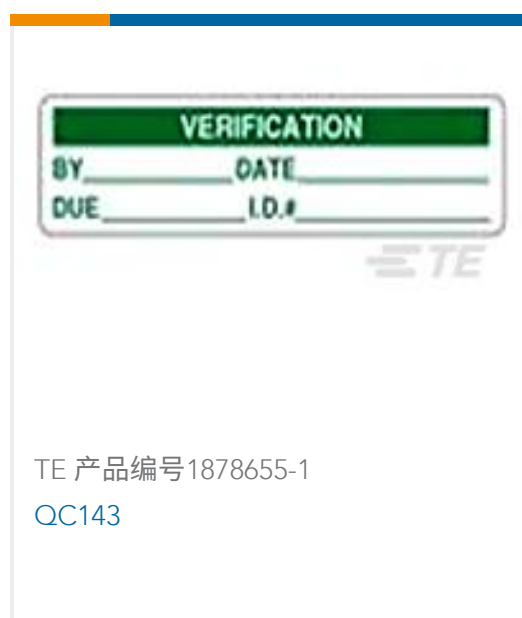 VERIFICATION
BY DATE
DUE I.D.#
TE
TE 产品编号1878655-1
QC143